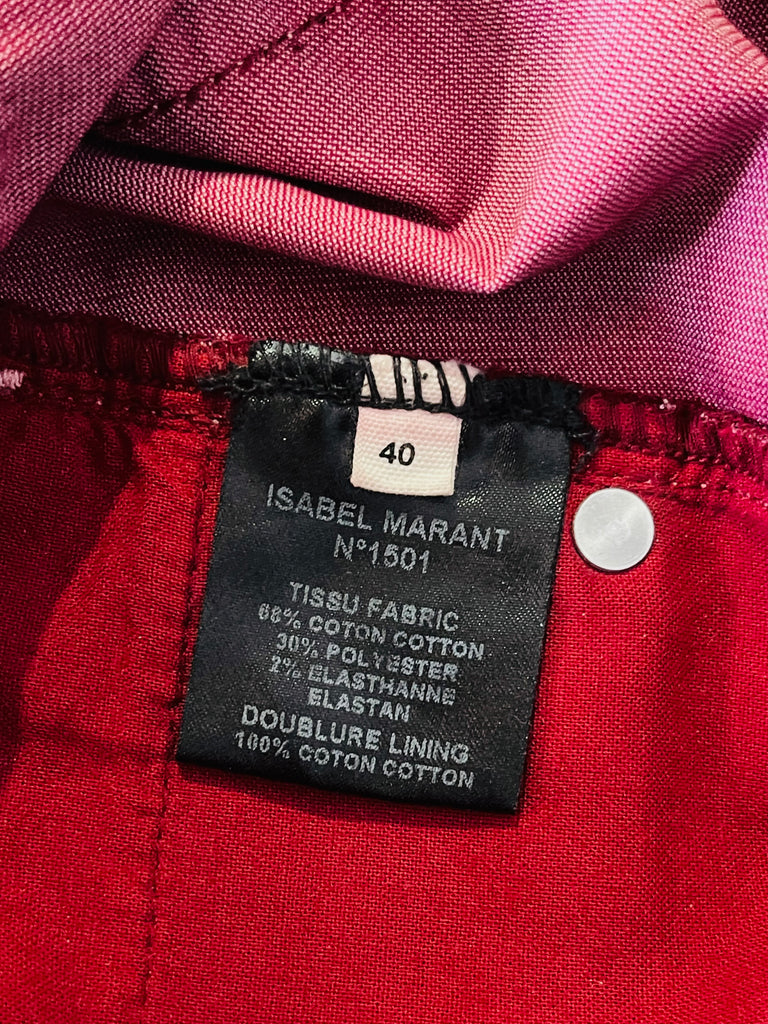 40
ISABEL MARANT
N°1501
TISSU FABRIC
68% COTON COTTON
30% POLYESTER
2% ELASTHANNE
ELASTAN
DOUBLURE LINING
100% COTON COTTON